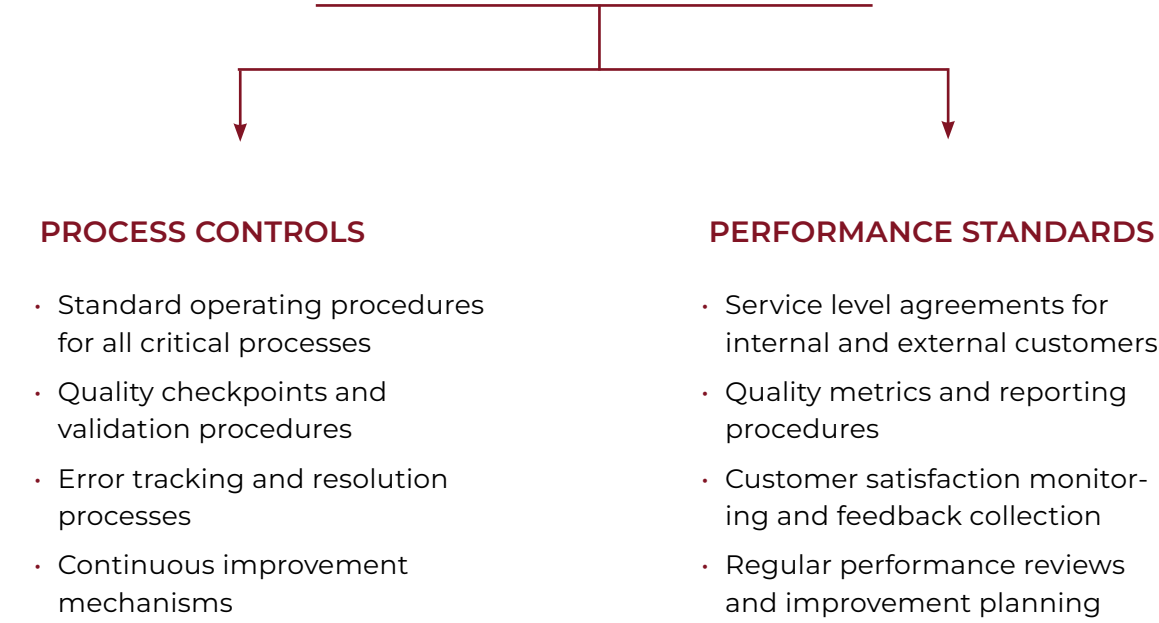 PROCESS CONTROLS
· Standard operating procedures
for all critical processes
· Quality checkpoints and
validation procedures
· Error tracking and resolution
processes
· Continuous improvement
mechanisms
PERFORMANCE STANDARDS
· Service level agreements for
internal and external customers
· Quality metrics and reporting
procedures
· Customer satisfaction monitor-
ing and feedback collection
· Regular performance reviews
and improvement planning